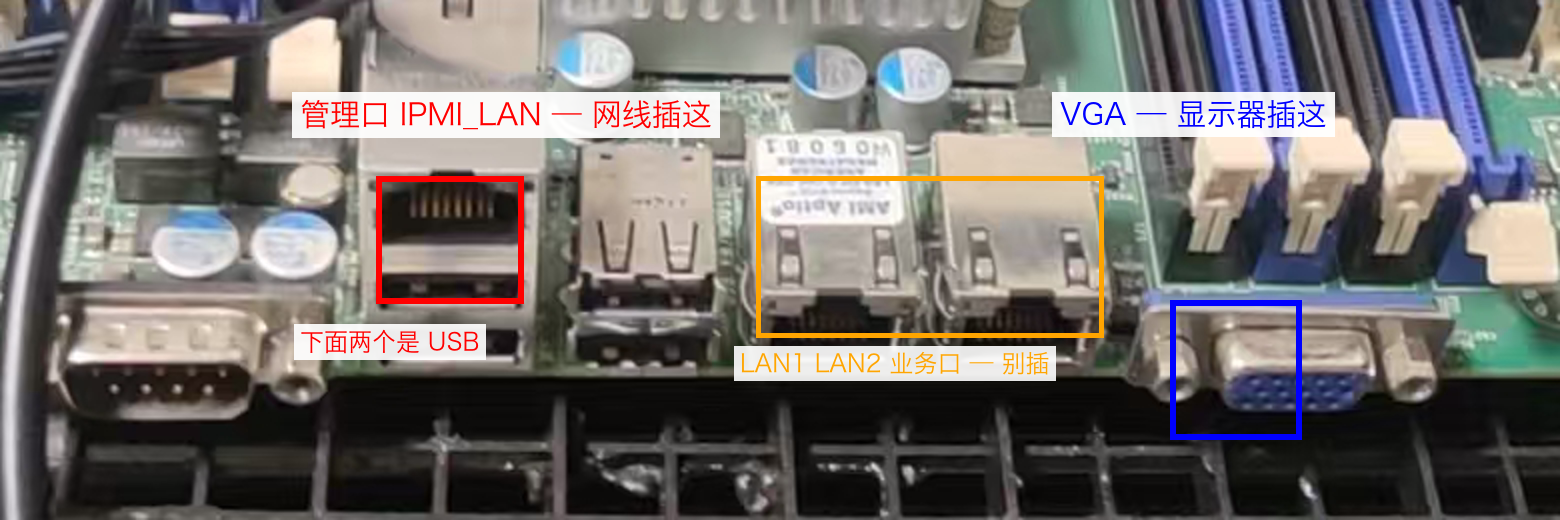 管理口 IPMI_LAN — 网线插这
VGA — 显示器插这
W06081
AMI Aptio®
下面两个是 USB
LAN1 LAN2 业务口 — 别插